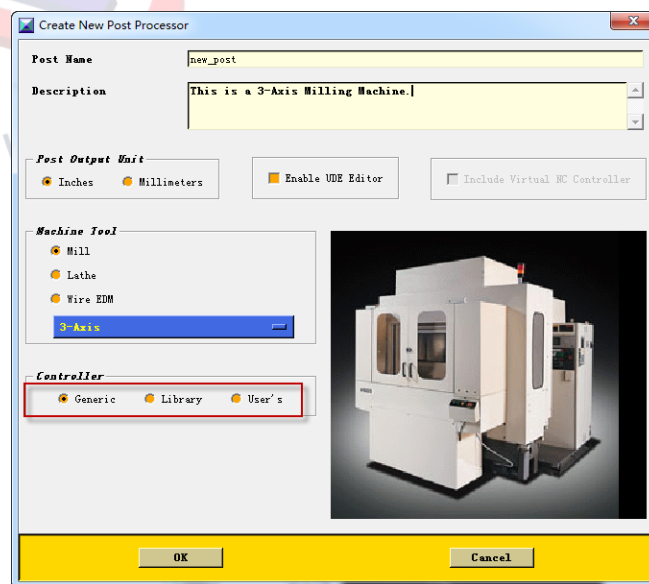 Create New Post Processor
Post Name
new_post
Description
This is a 3-Axis Milling Machine.
Post Output Unit
Inches
Millimeters
Enable UDE Editor
Include Virtual NC Controller
Machine Tool
Mill
Lathe
Wire EDM
3-Axis
Controller
Generic
Library
User's
OK
Cancel